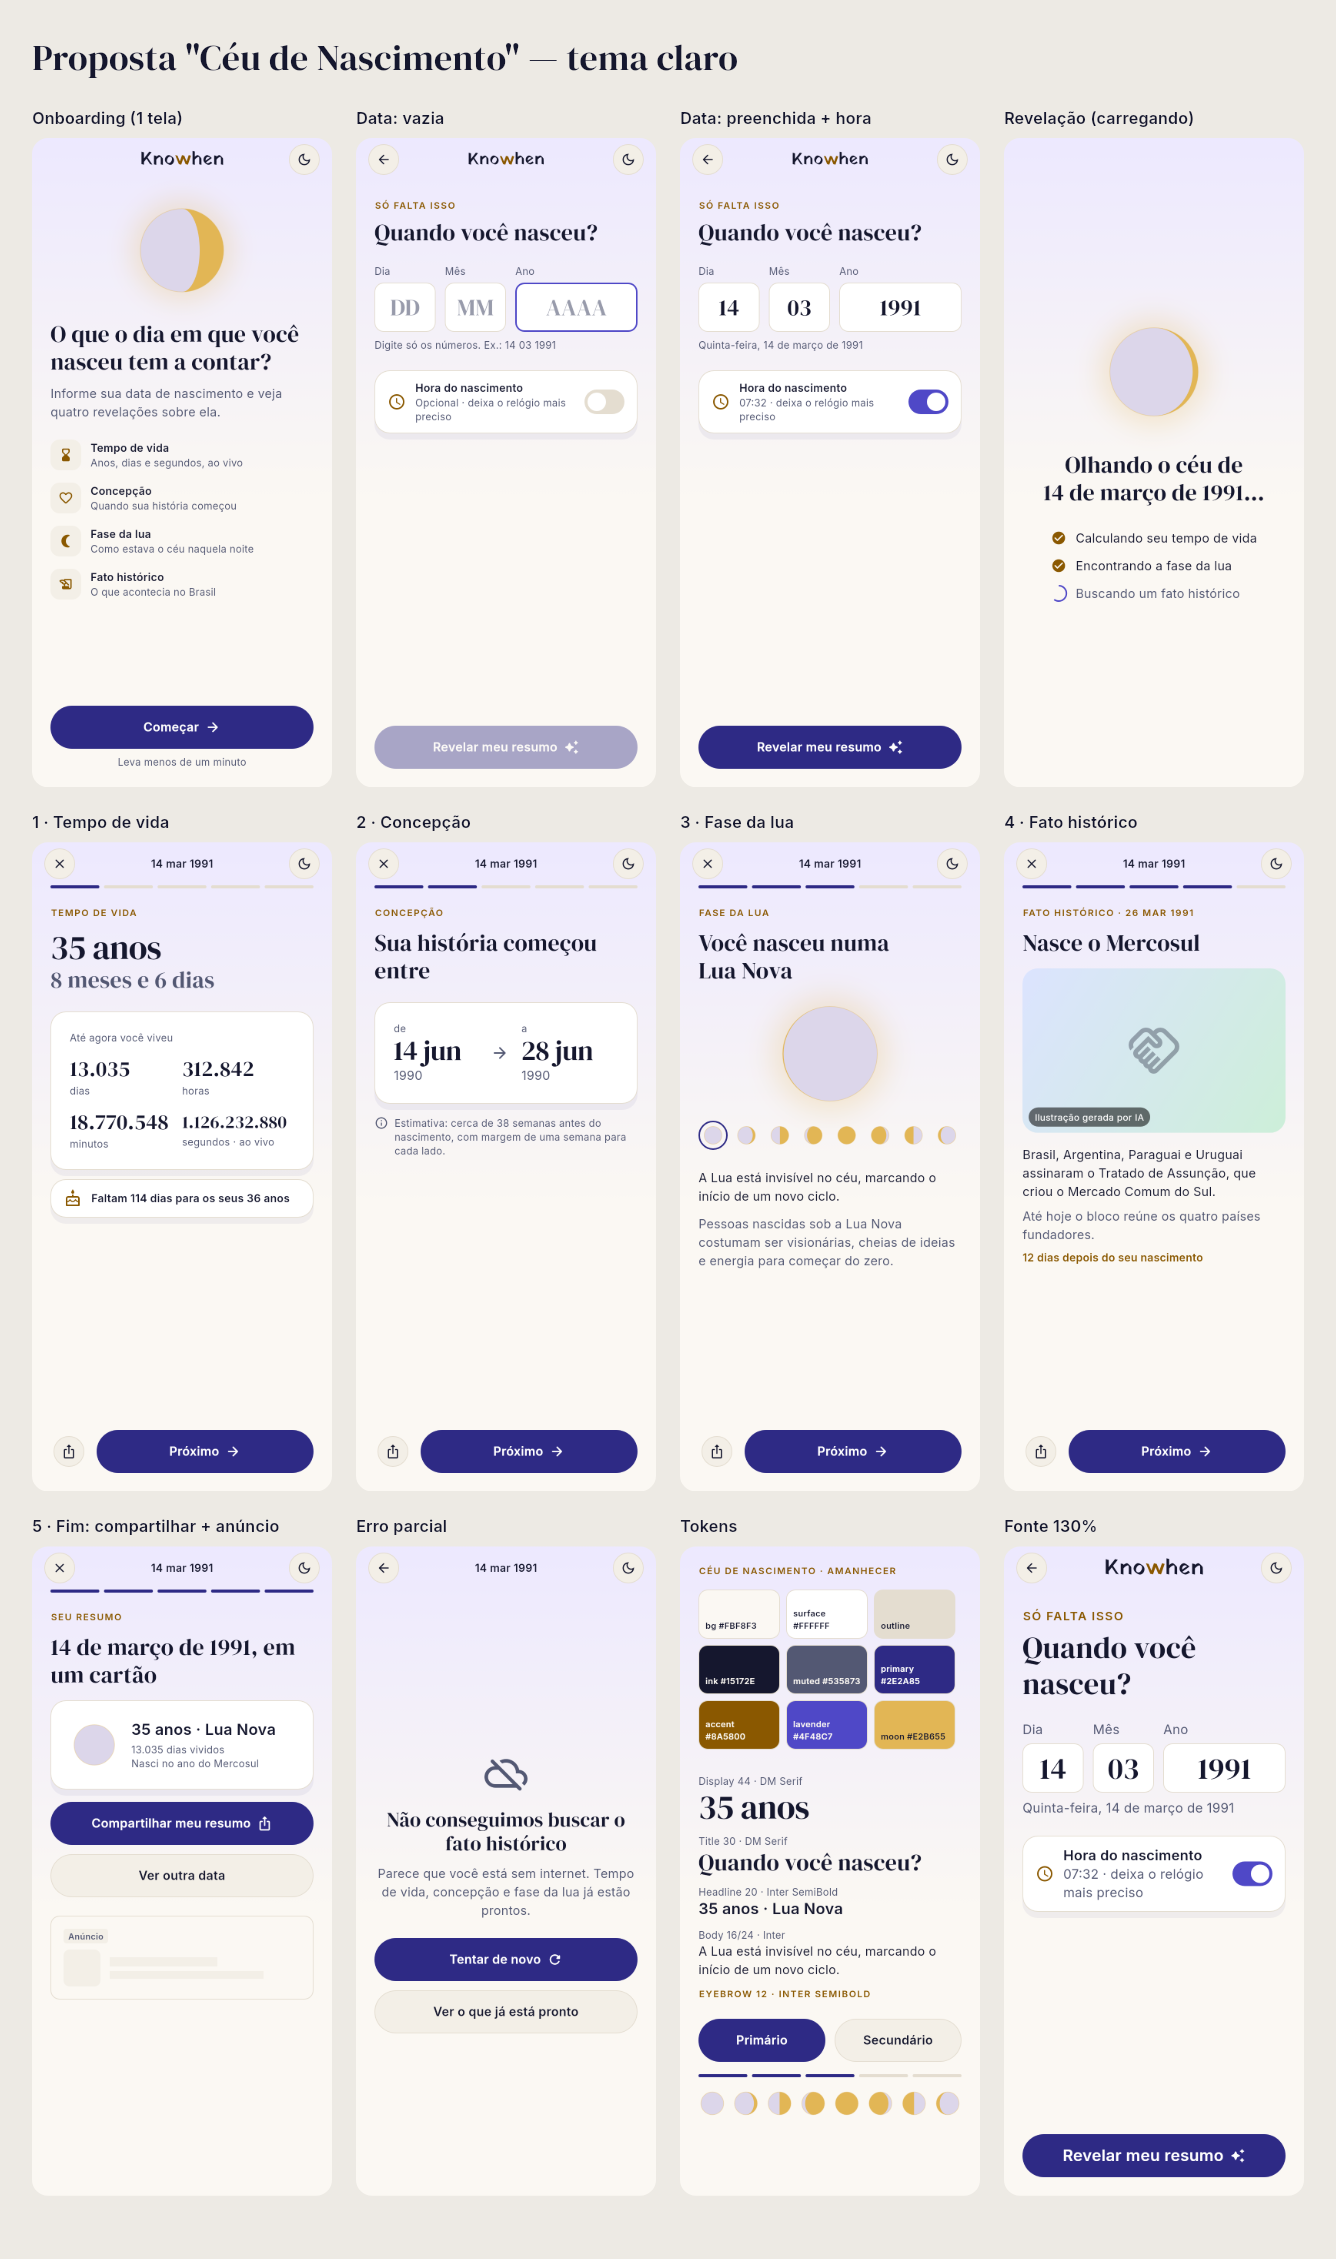 Proposta "Céu de Nascimento" — tema claro
Onboarding (1 tela)
Knowhen
O que o dia em que você
nasceu tem a contar?
Informe sua data de nascimento e veja
quatro revelações sobre ela.
Tempo de vida
Anos, dias e segundos, ao vivo
Concepção
Quando sua história começou
Fase da lua
Como estava o céu naquela noite
Fato histórico
O que acontecia no Brasil
Começar
Leva menos de um minuto
Data: vazia
Knowhen
SÓ FALTA ISSO
Quando você nasceu?
Dia Mês Ano
DD MM AAAA
Digite só os números. Ex.: 14 03 1991
Hora do nascimento
Opcional · deixa o relógio mais
preciso
Revelar meu resumo
Data: preenchida + hora
Knowhen
SÓ FALTA ISSO
Quando você nasceu?
Dia Mês Ano
14 03 1991
Quinta-feira, 14 de março de 1991
Hora do nascimento
07:32 · deixa o relógio mais
preciso
Revelar meu resumo
Revelação (carregando)
Olhando o céu de
14 de março de 1991...
Calculando seu tempo de vida
Encontrando a fase da lua
Buscando um fato histórico
1 · Tempo de vida
14 mar 1991
TEMPO DE VIDA
35 anos
8 meses e 6 dias
Até agora você viveu
13.035 312.842
dias horas
18.770.548 1.126.232.880
minutos segundos · ao vivo
Faltam 114 dias para os seus 36 anos
Próximo
2 · Concepção
14 mar 1991
CONCEPÇÃO
Sua história começou
entre
de a
14 jun 28 jun
1990 1990
Estimativa: cerca de 38 semanas antes do
nascimento, com margem de uma semana para
cada lado.
Próximo
3 · Fase da lua
14 mar 1991
FASE DA LUA
Você nasceu numa
Lua Nova
A Lua está invisível no céu, marcando o
início de um novo ciclo.
Pessoas nascidas sob a Lua Nova
costumam ser visionárias, cheias de ideias
e energia para começar do zero.
Próximo
4 · Fato histórico
14 mar 1991
FATO HISTÓRICO · 26 MAR 1991
Nasce o Mercosul
Ilustração gerada por IA
Brasil, Argentina, Paraguai e Uruguai
assinaram o Tratado de Assunção, que
criou o Mercado Comum do Sul.
Até hoje o bloco reúne os quatro países
fundadores.
12 dias depois do seu nascimento
Próximo
5 · Fim: compartilhar + anúncio
14 mar 1991
SEU RESUMO
14 de março de 1991, em
um cartão
35 anos · Lua Nova
13.035 dias vividos
Nasci no ano do Mercosul
Compartilhar meu resumo
Ver outra data
Anúncio
Erro parcial
14 mar 1991
Não conseguimos buscar o
fato histórico
Parece que você está sem internet. Tempo
de vida, concepção e fase da lua já estão
prontos.
Tentar de novo
Ver o que já está pronto
Tokens
CÉU DE NASCIMENTO · AMANHECER
bg #FBF8F3
surface
#FFFFFF
outline
ink #15172E
muted #535873
primary
#2E2A85
accent
#8A5800
lavender
#4F48C7
moon #E2B655
Display 44 · DM Serif
35 anos
Title 30 · DM Serif
Quando você nasceu?
Headline 20 · Inter SemiBold
35 anos · Lua Nova
Body 16/24 · Inter
A Lua está invisível no céu, marcando o
início de um novo ciclo.
EYEBROW 12 · INTER SEMIBOLD
Primário Secundário
Fonte 130%
Knowhen
SÓ FALTA ISSO
Quando você
nasceu?
Dia Mês Ano
14 03 1991
Quinta-feira, 14 de março de 1991
Hora do nascimento
07:32 · deixa o relógio
mais preciso
Revelar meu resumo